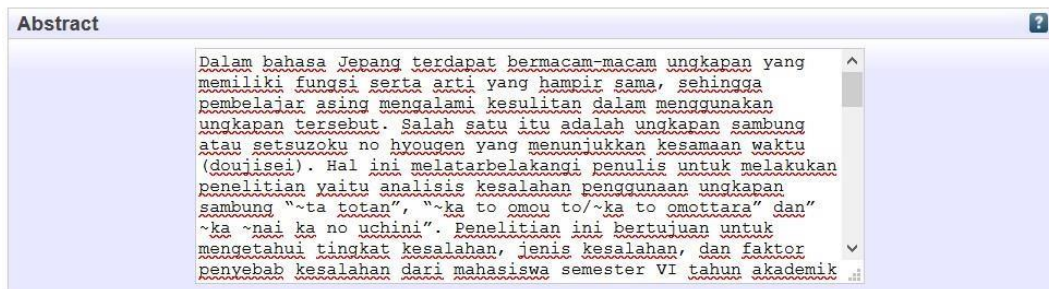 Abstract
?
Dalam bahasa Jepang terdapat bermacam-macam ungkapan yang
memiliki fungsi serta arti yang hampir sama, sehingga
pembelajar asing mengalami kesulitan dalam menggunakan
ungkapan tersebut. Salah satu itu adalah ungkapan sambung
atau setsuzoku no hyougen yang menunjukkan kesamaan waktu
(doujisei). Hal ini melatarbelakangi penulis untuk melakukan
penelitian yaitu analisis kesalahan penggunaan ungkapan
sambung “~ta totan”, “~ka to omou to/~ka to omottara” dan”
~ka ~nai ka no uchini”. Penelitian ini bertujuan untuk
mengetahui tingkat kesalahan, jenis kesalahan, dan faktor
penyebab kesalahan dari mahasiswa semester VI tahun akademik